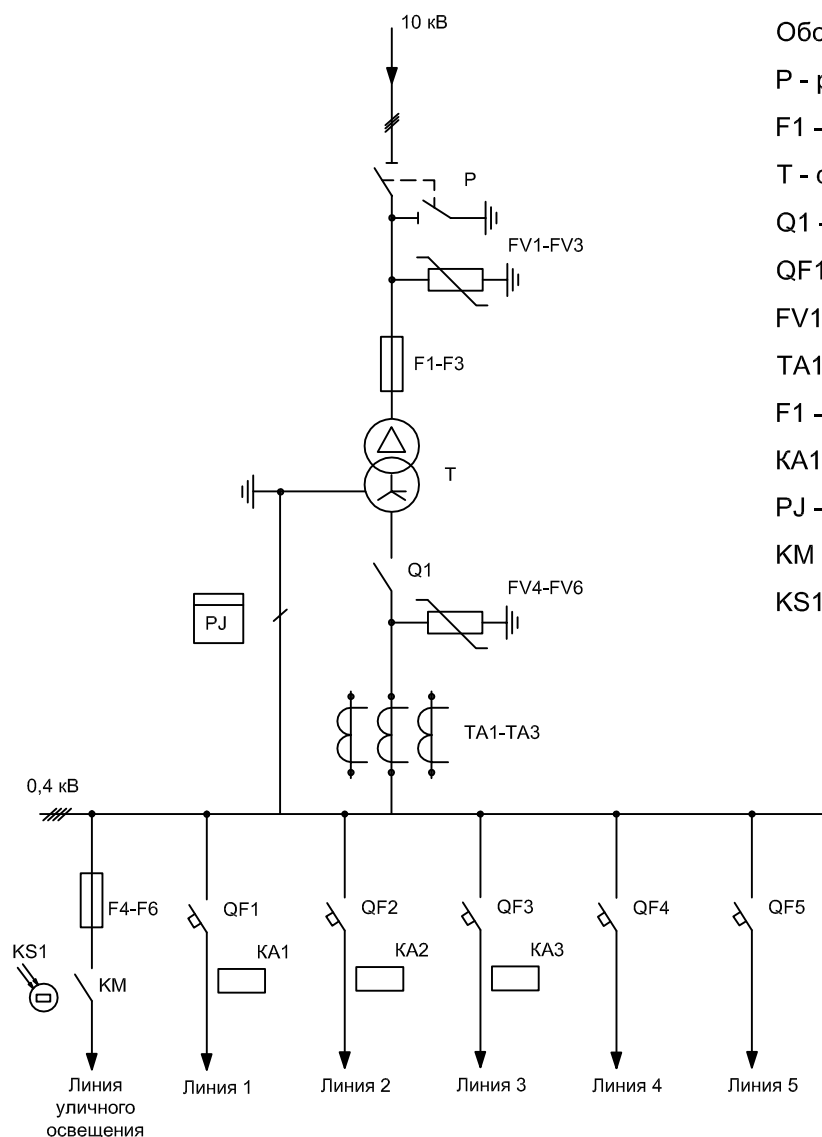 10 кВ
P
FV1-FV3
F1-F3
T
Q1
FV4-FV6
PJ
TA1-TA3
0,4 кВ
F4-F6
QF1
QF2
QF3
QF4
QF5
KS1
KM
KA1
KA2
KA3
Линия
уличного
освещения
Линия 1
Линия 2
Линия 3
Линия 4
Линия 5
P -
F1 -
T -
Q1 -
QF1
FV1
TA1
F1 -
KA1
PJ -
KM
KS1